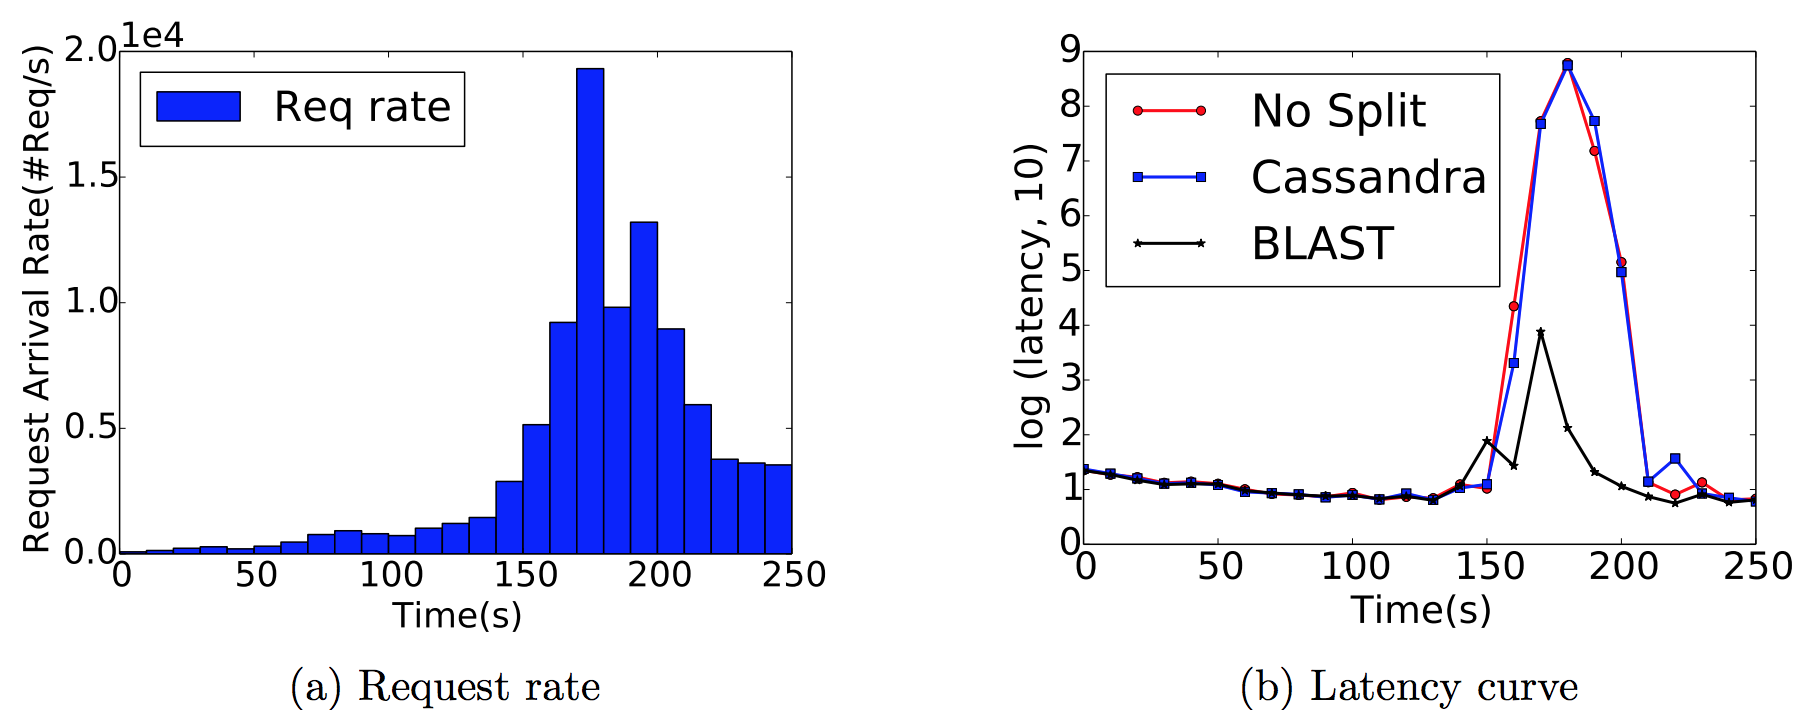 1e4
2.0
1.5
1.0
0.5
0.0
Request Arrival Rate(#Req/s)
Req rate
0 50 100 150 200 250
Time(s)
(a) Request rate
9
8
7
6
5
4
3
2
1
0
log (latency, 10)
No Split
Cassandra
BLAST
0 50 100 150 200 250
Time(s)
(b) Latency curve